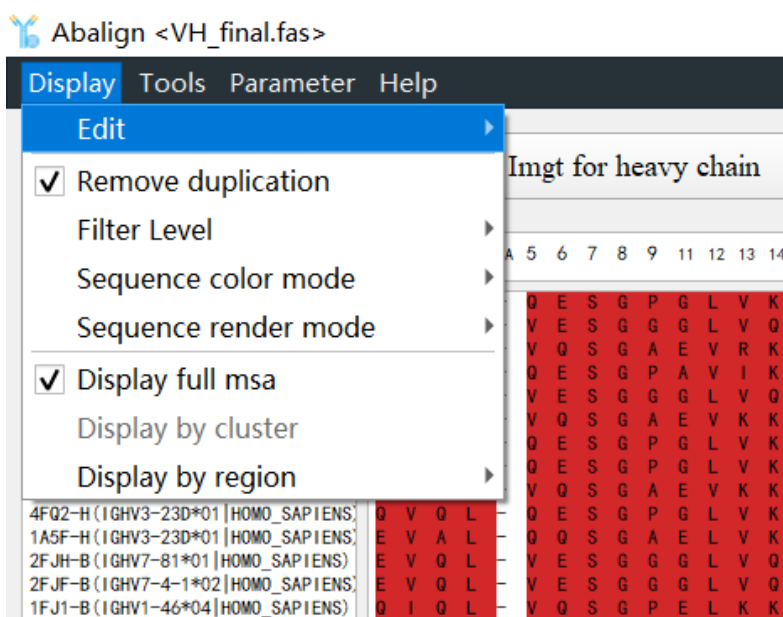 Abalign <VH_final.fas>
Display Tools Parameter Help
Edit
Remove duplication
Filter Level
Sequence color mode
Sequence render mode
Display full msa
Display by cluster
Display by region
Imgt for heavy chain
A 5 6 7 8 9 11 12 13 14
Q E S G P G L V K
V E S G G G L V Q
V Q S G A E V R K
Q E S G P A V I K
V E S G G G L V Q
V Q S G A E V K K
Q E S G P G L V K
Q E S G P G L V K
V Q S G A E V K K
4FQ2-H(IGHV3-23D*01|HOMO_SAPIENS) Q V Q L - Q E S G P G L V K
1A5F-H(IGHV3-23D*01|HOMO_SAPIENS) E V A L - Q Q S G A E L V K
2FJH-B(IGHV7-81*01|HOMO_SAPIENS) E V Q L - V E S G G G L V Q
2FJF-B(IGHV7-4-1*02|HOMO_SAPIENS) E V Q L - V E S G G G L V Q
1FJ1-B(IGHV1-46*04|HOMO_SAPIENS) Q I Q L - V Q S G P E L K K